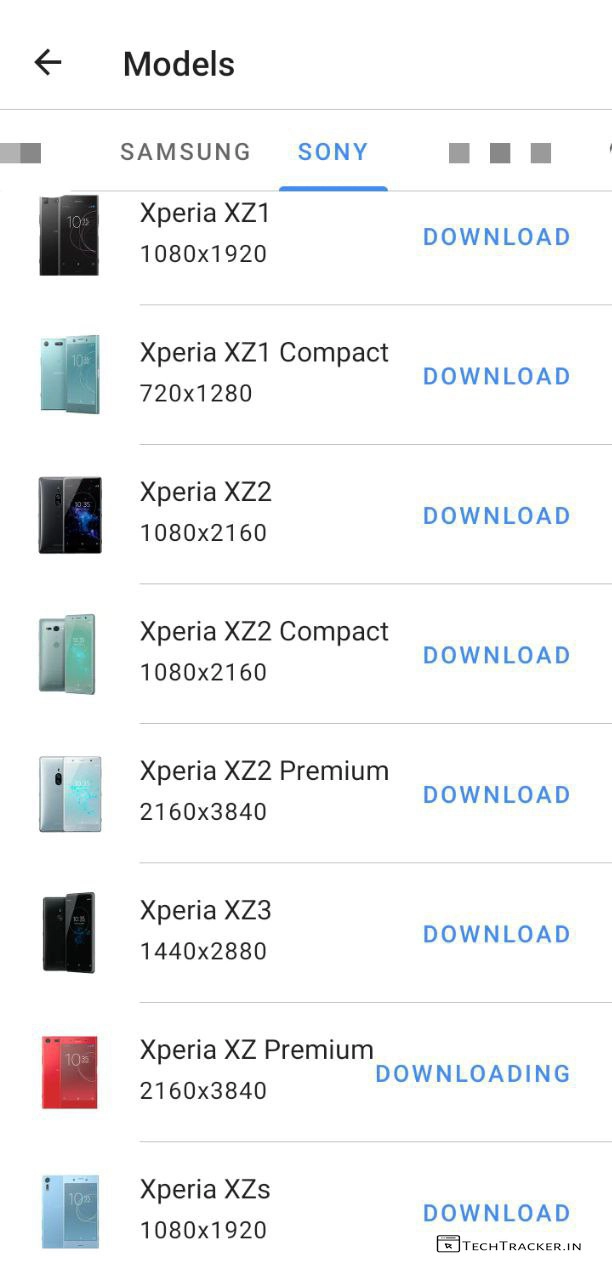 Models
SAMSUNG SONY
Xperia XZ1
1080x1920
DOWNLOAD
Xperia XZ1 Compact
720x1280
DOWNLOAD
Xperia XZ2
1080x2160
DOWNLOAD
Xperia XZ2 Compact
1080x2160
DOWNLOAD
Xperia XZ2 Premium
2160x3840
DOWNLOAD
Xperia XZ3
1440x2880
DOWNLOAD
Xperia XZ Premium
2160x3840
DOWNLOADING
Xperia XZs
1080x1920
DOWNLOAD
TECHTRACKER.IN